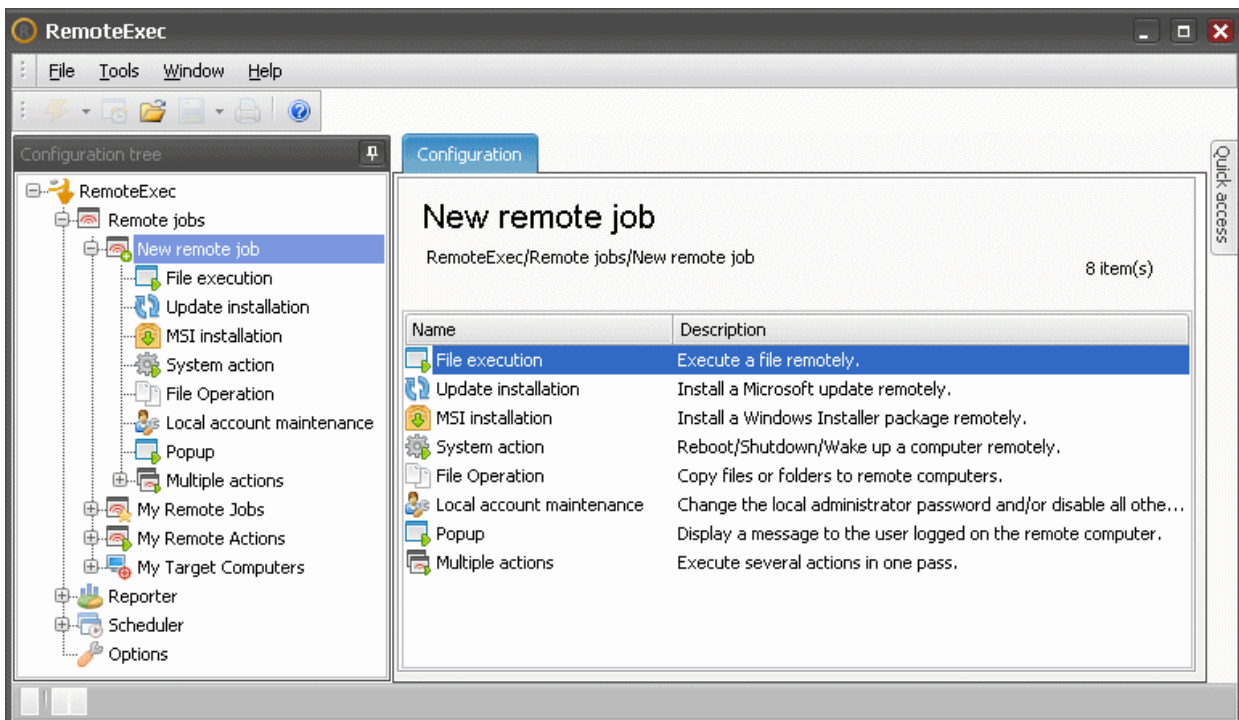 RemoteExec
File Tools Window Help
Configuration tree
RemoteExec
Remote jobs
New remote job
File execution
Update installation
MSI installation
System action
File Operation
Local account maintenance
Popup
Multiple actions
My Remote Jobs
My Remote Actions
My Target Computers
Reporter
Scheduler
Options
Configuration
New remote job
RemoteExec/Remote jobs/New remote job
8 item(s)
Name Description
File execution Execute a file remotely.
Update installation Install a Microsoft update remotely.
MSI installation Install a Windows Installer package remotely.
System action Reboot/Shutdown/Wake up a computer remotely.
File Operation Copy files or folders to remote computers.
Local account maintenance Change the local administrator password and/or disable all othe...
Popup Display a message to the user logged on the remote computer.
Multiple actions Execute several actions in one pass.
Quick access